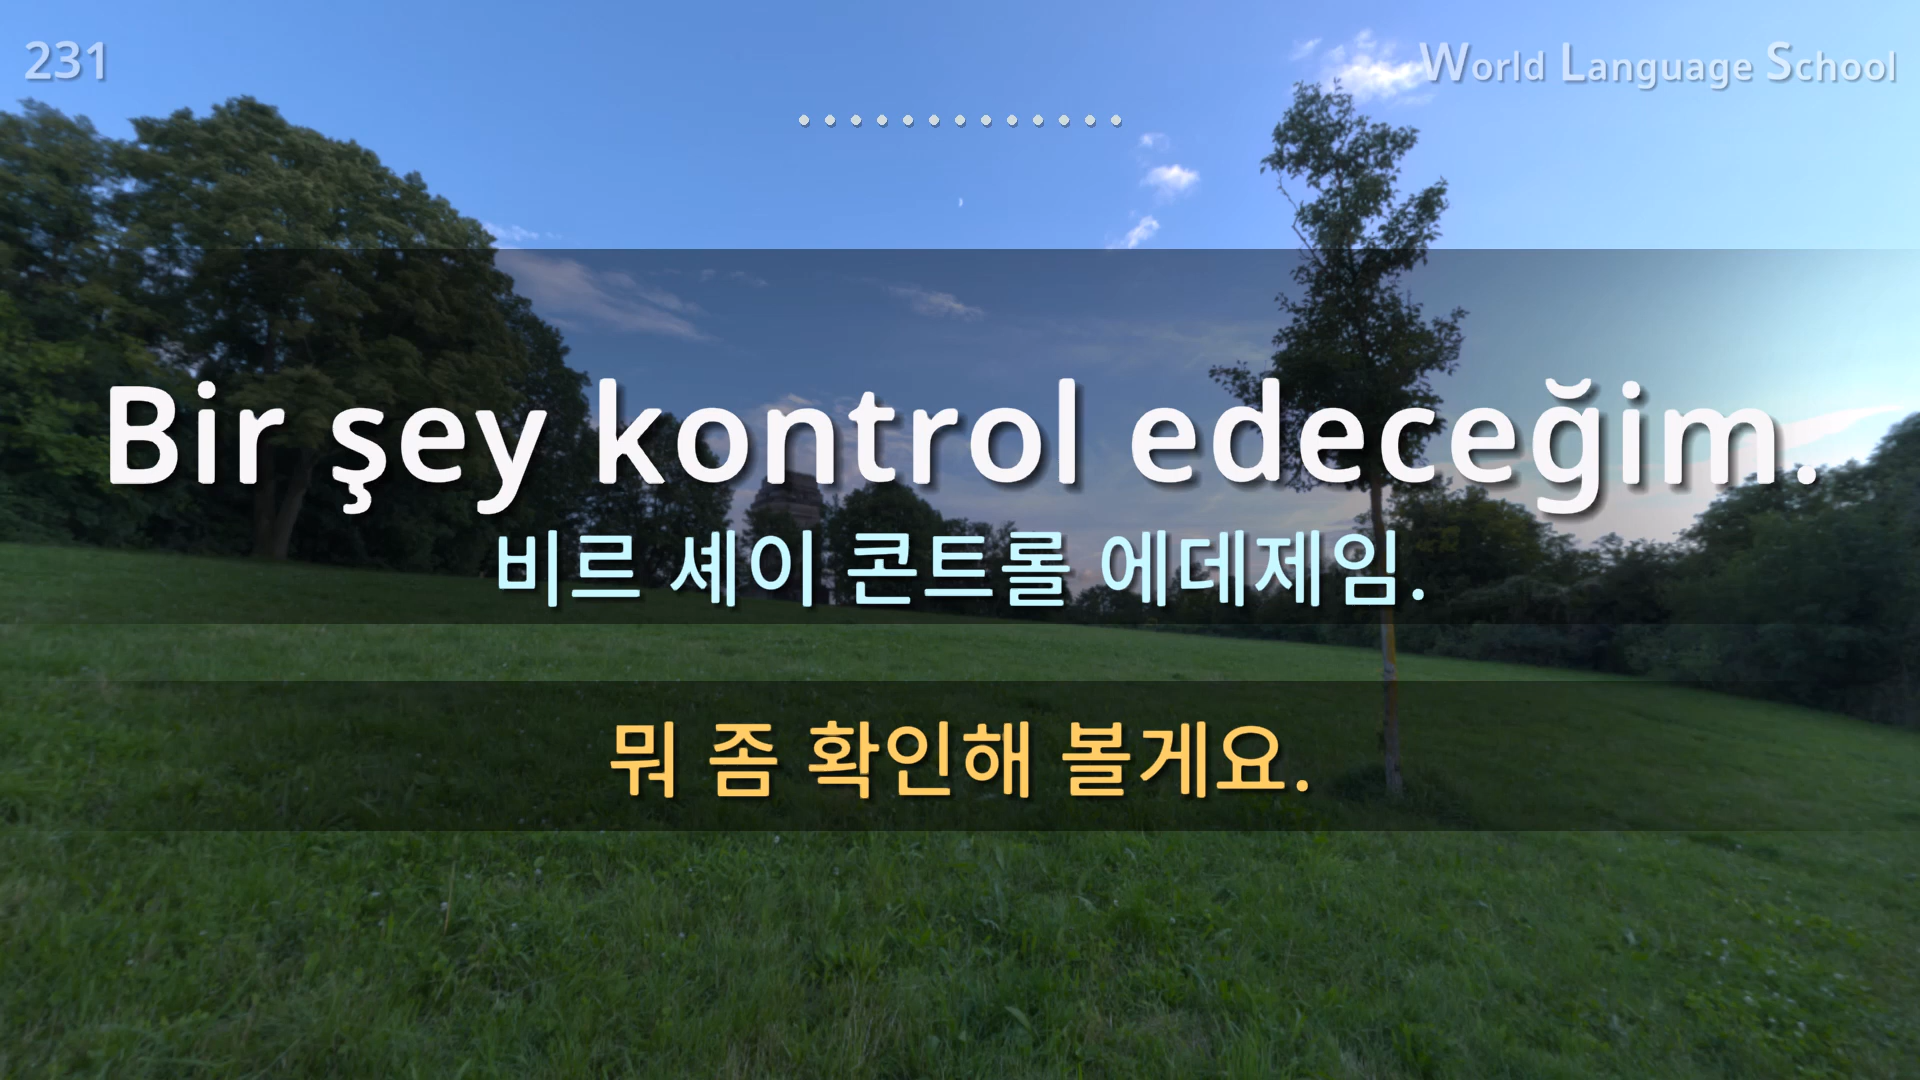 231
World Language School
Bir şey kontrol edeceğim.
비르 셰이 콘트롤 에데제임.
뭐 좀 확인해 볼게요.